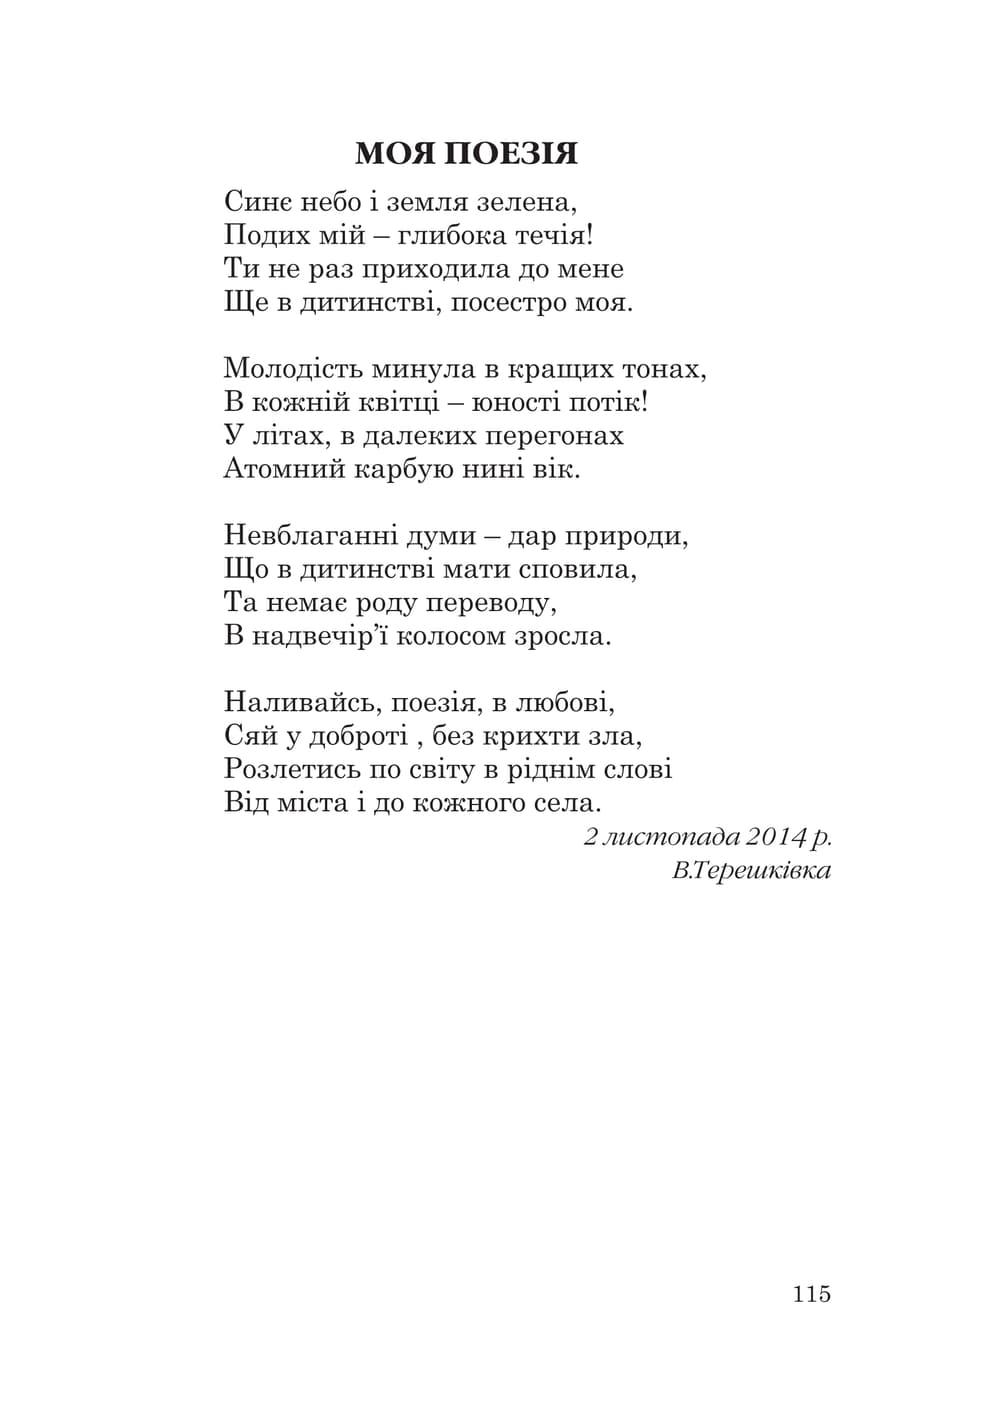 МОЯ ПОЕЗІЯ
Синє небо і земля зелена,
Подих мій – глибока течія!
Ти не раз приходила до мене
Ще в дитинстві, посестро моя.
Молодість минула в кращих тонах,
В кожній квітці – юності потік!
У літах, в далеких перегонах
Атомний карбую нині вік.
Невблаганні думи – дар природи,
Що в дитинстві мати сповила,
Та немає роду переводу,
В надвечір’ї колосом зросла.
Наливайсь, поезія, в любові,
Сяй у доброті , без крихти зла,
Розлетись по світу в ріднім слові
Від міста і до кожного села.
2 листопада 2014 р.
В.Терешківка
115